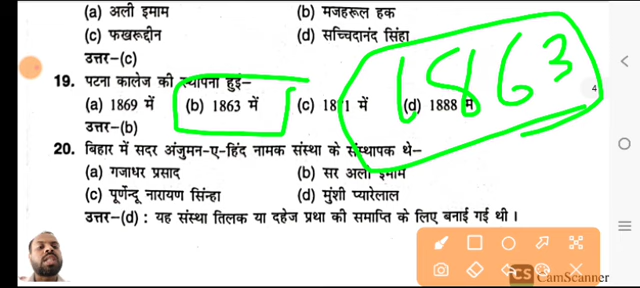 (a) अली इमाम (b) मजहरूल हक
(c) फखरूद्दीन (d) सच्चिदानंद सिंहा
उत्तर–(c)
19. पटना कालेज की स्थापना हुई–
(a) 1869 में (b) 1863 में (c) 18 1 में (d) 1888 में
1863
4
उत्तर–(b)
20. बिहार में सदर अंजुमन-ए-हिंद नामक संस्था के संस्थापक थे–
(a) गजाधर प्रसाद (b) सर अली इमाम
(c) पूर्णेन्दू नारायण सिंन्हा (d) मुंशी प्यारेलाल
उत्तर–(d) : यह संस्था तिलक या दहेज प्रथा की समाप्ति के लिए बनाई गई थी ।
CS CamScanner